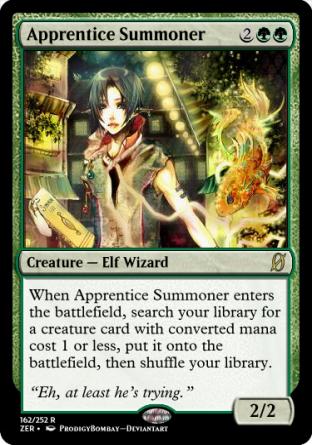 Apprentice Summoner 2
Creature — Elf Wizard
When Apprentice Summoner enters
the battlefield, search your library for
a creature card with converted mana
cost 1 or less, put it onto the
battlefield, then shuffle your library.
“Eh, at least he’s trying.”
2/2
162/252 R
ZER • ProdigyBombay—Deviantart